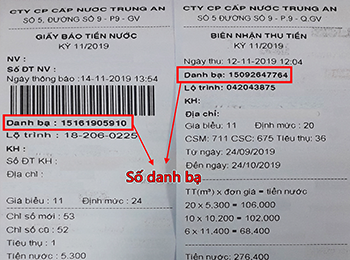 CTY CP CẤP NƯỚC TRUNG AN
SỐ 5, ĐƯỜNG SỐ 9 - P9 - GV
GIẤY BÁO TIỀN NƯỚC
KỲ 11/2019
NV :
Số ĐT NV :
Ngày thông báo :14-11-2019 13:54
Danh bạ : 15161905910
Lộ trình : 18-206-0225
Số ĐT KH :
Địa chỉ
Giá biểu : 11 Định mức : 24
Chỉ số mới : 53
Chỉ số cũ : 52
Tiêu thụ : 1
Tiền nước : 5.300
Số danh bạ
CTY CP CẤP NƯỚC TRUNG AN
SỐ 5, ĐƯỜNG SỐ 9 - P.9 - Q.GV
BIÊN NHẬN THU TIỀN
KỲ 11/2019
Thu ngày: 12-11-2019 12:04
Danh bạ: 15092647764
Lộ trình: 042043875
KH:
Địa chỉ:
Giá biểu: 11 Định mức: 20
CSM: 711 CSC: 675 Tiêu thụ: 36
Từ ngày: 24/09/2019
Đến ngày: 24/10/2019
TT(m³) x đơn giá = tiền nước
20 x 5,300 = 106,000
10 x 10,200 = 102,000
6 x 11,400 = 68,400
Tiền nước: 276,400